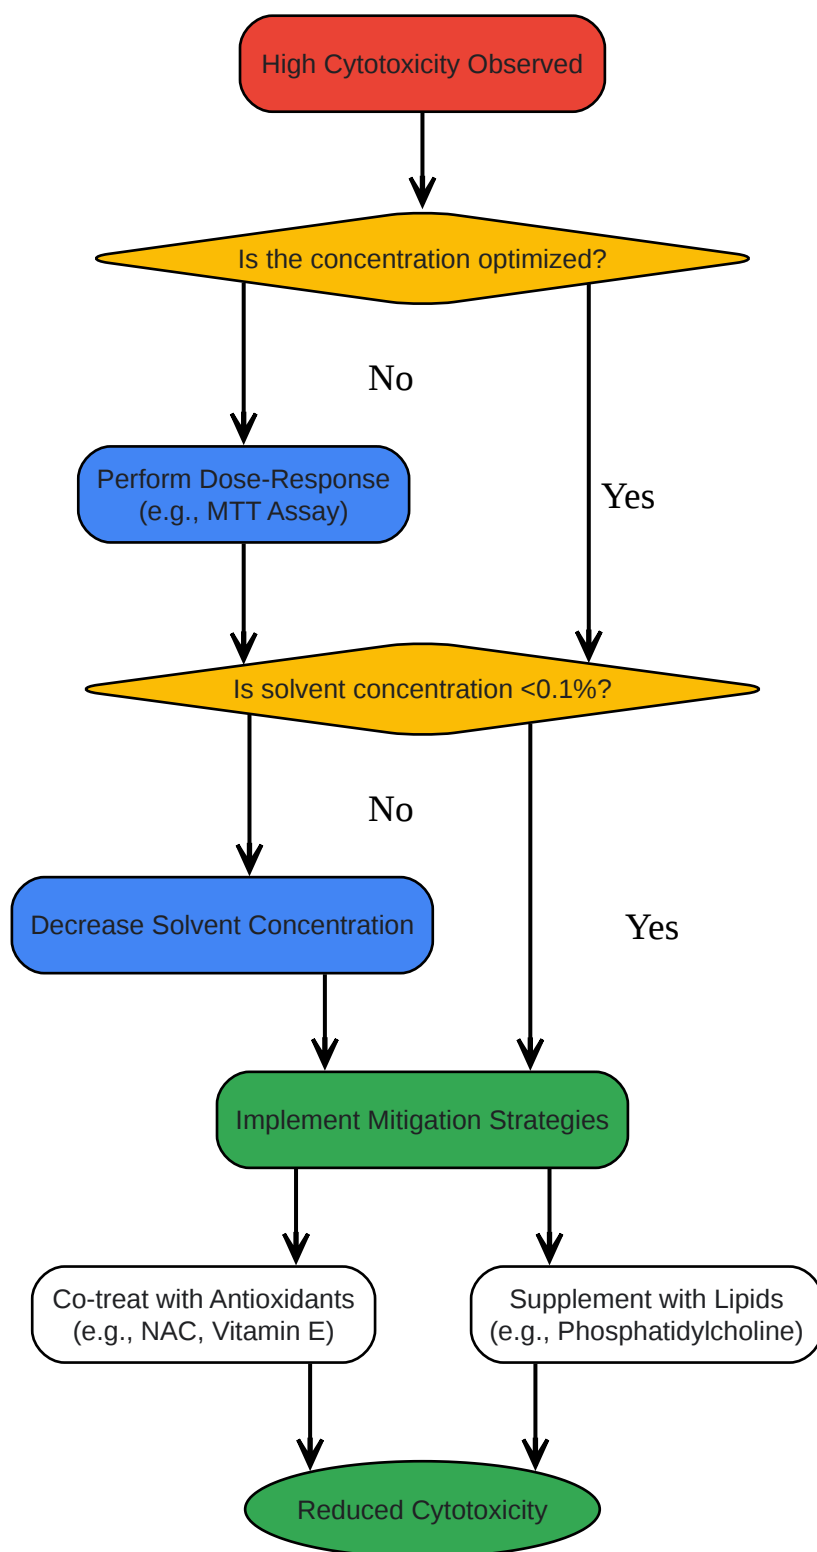 High Cytotoxicity Observed
Is the concentration optimized?
No
Perform Dose-Response
(e.g., MTT Assay)
Yes
Is solvent concentration <0.1%?
No
Decrease Solvent Concentration
Yes
Implement Mitigation Strategies
Co-treat with Antioxidants
(e.g., NAC, Vitamin E)
Supplement with Lipids
(e.g., Phosphatidylcholine)
Reduced Cytotoxicity